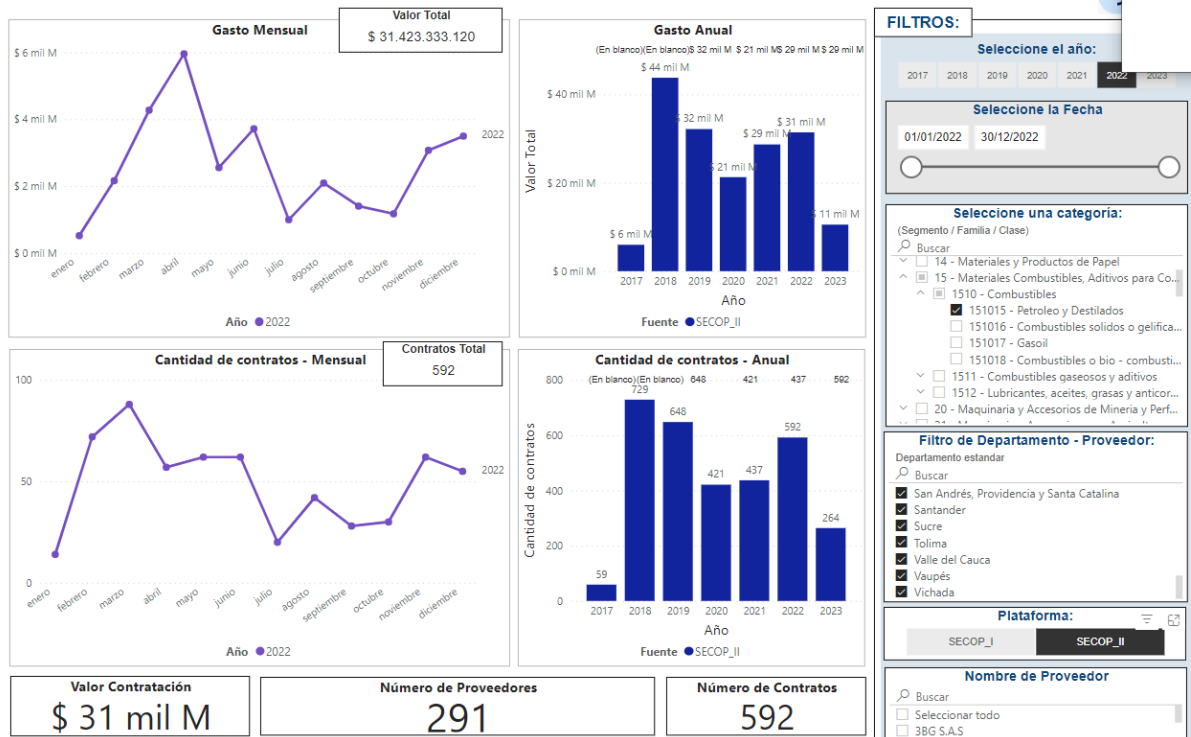 Gasto Mensual
Valor Total
$ 31.423.333.120
$ 6 mil M
$ 4 mil M
$ 2 mil M
$ 0 mil M
2022
enero
febrero
marzo
abril
mayo
junio
julio
agosto
septiembre
octubre
noviembre
diciembre
Año 2022
Gasto Anual
(En blanco)(En blanco)$ 32 mil M $ 21 mil M$ 29 mil M$ 29 mil M
$ 44 mil M
$ 40 mil M
$ 32 mil M
$ 31 mil M
$ 29 mil M
$ 21 mil M
$ 20 mil M
$ 11 mil M
$ 6 mil M
$ 0 mil M
Valor Total
2017 2018 2019 2020 2021 2022 2023
Año
Fuente SECOP_II
Cantidad de contratos - Mensual
Contratos Total
592
100
50
0
2022
enero
febrero
marzo
abril
mayo
junio
julio
agosto
septiembre
octubre
noviembre
diciembre
Año 2022
Cantidad de contratos - Anual
800 (En blanco)(En blanco) 648 421 437 592
729
648
600
592
421
437
400
264
200
59
0
Cantidad de contratos
2017 2018 2019 2020 2021 2022 2023
Año
Fuente SECOP_II
Valor Contratación
$ 31 mil M
Número de Proveedores
291
Número de Contratos
592
FILTROS:
Seleccione el año:
2017 2018 2019 2020 2021 2022 2023
Seleccione la Fecha
01/01/2022 30/12/2022
Seleccione una categoría:
(Segmento / Familia / Clase)
Buscar
14 - Materiales y Productos de Papel
15 - Materiales Combustibles, Aditivos para Co...
1510 - Combustibles
151015 - Petroleo y Destilados
151016 - Combustibles solidos o gelifica...
151017 - Gasoil
151018 - Combustibles o bio - combusti...
1511 - Combustibles gaseosos y aditivos
1512 - Lubricantes, aceites, grasas y anticor...
20 - Maquinaria y Accesorios de Mineria y Perf...
Filtro de Departamento - Proveedor:
Departamento estandar
Buscar
San Andrés, Providencia y Santa Catalina
Santander
Sucre
Tolima
Valle del Cauca
Vaupés
Vichada
Plataforma:
SECOP_I SECOP_II
Nombre de Proveedor
Buscar
Seleccionar todo
3BG S.A.S